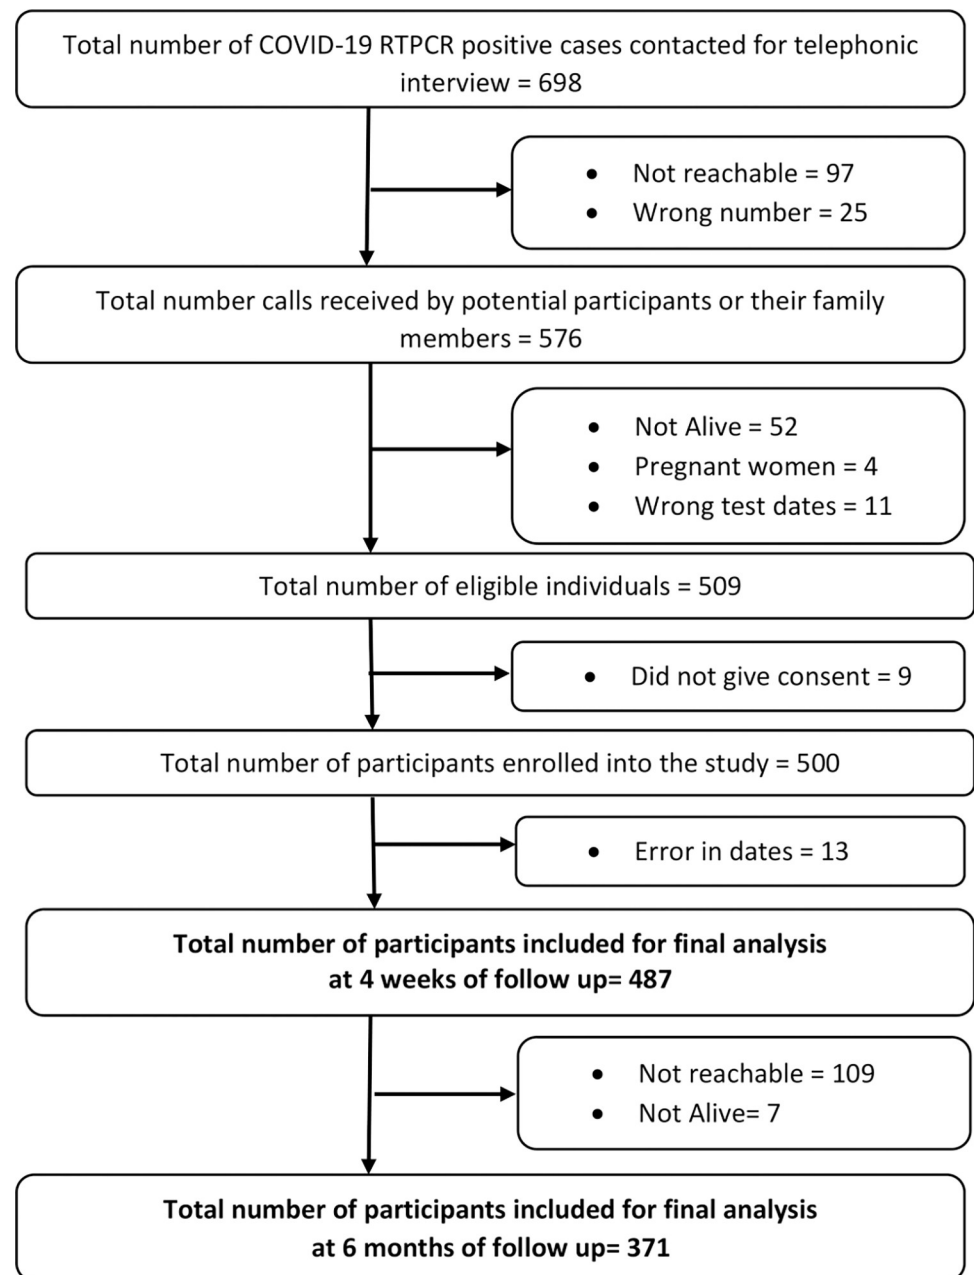 Total number of COVID-19 RTPCR positive cases contacted for telephonic
interview = 698
• Not reachable = 97
• Wrong number = 25
Total number calls received by potential participants or their family
members = 576
• Not Alive = 52
• Pregnant women = 4
• Wrong test dates = 11
Total number of eligible individuals = 509
• Did not give consent = 9
Total number of participants enrolled into the study = 500
• Error in dates = 13
Total number of participants included for final analysis
at 4 weeks of follow up= 487
• Not reachable = 109
• Not Alive= 7
Total number of participants included for final analysis
at 6 months of follow up= 371